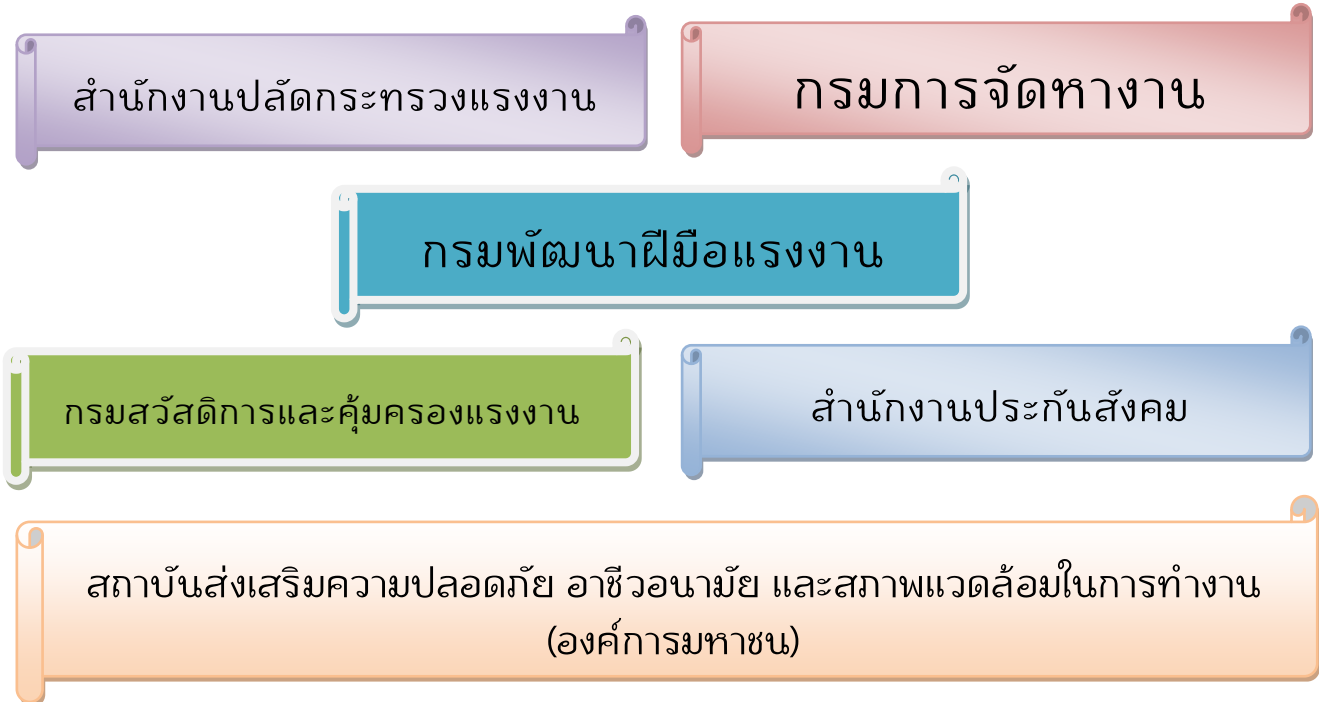 สำนักงานปลัดกระทรวงแรงงาน
กรมการจัดหางาน
กรมพัฒนาฝีมือแรงงาน
กรมสวัสดิการและคุ้มครองแรงงาน
สำนักงานประกันสังคม
สถาบันส่งเสริมความปลอดภัย อาชีวอนามัย และสภาพแวดล้อมในการทำงาน
(องค์การมหาชน)